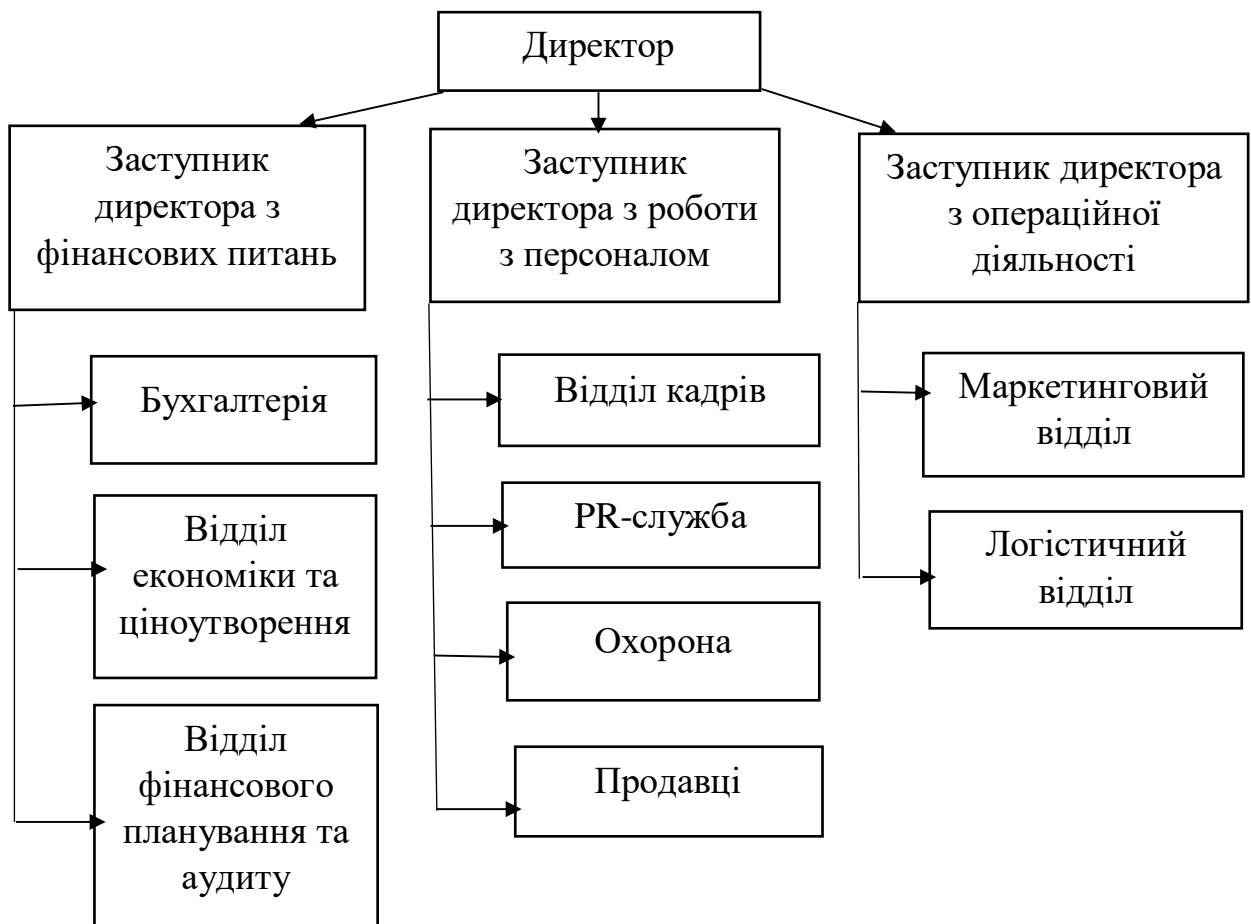 Директор
Заступник
директора з
фінансових питань
Заступник
директора з роботи
з персоналом
Заступник директора
з операційної
діяльності
Бухгалтерія
Відділ
економіки та
ціноутворення
Відділ
фінансового
планування та
аудиту
Відділ кадрів
PR-служба
Охорона
Продавці
Маркетинговий
відділ
Логістичний
відділ